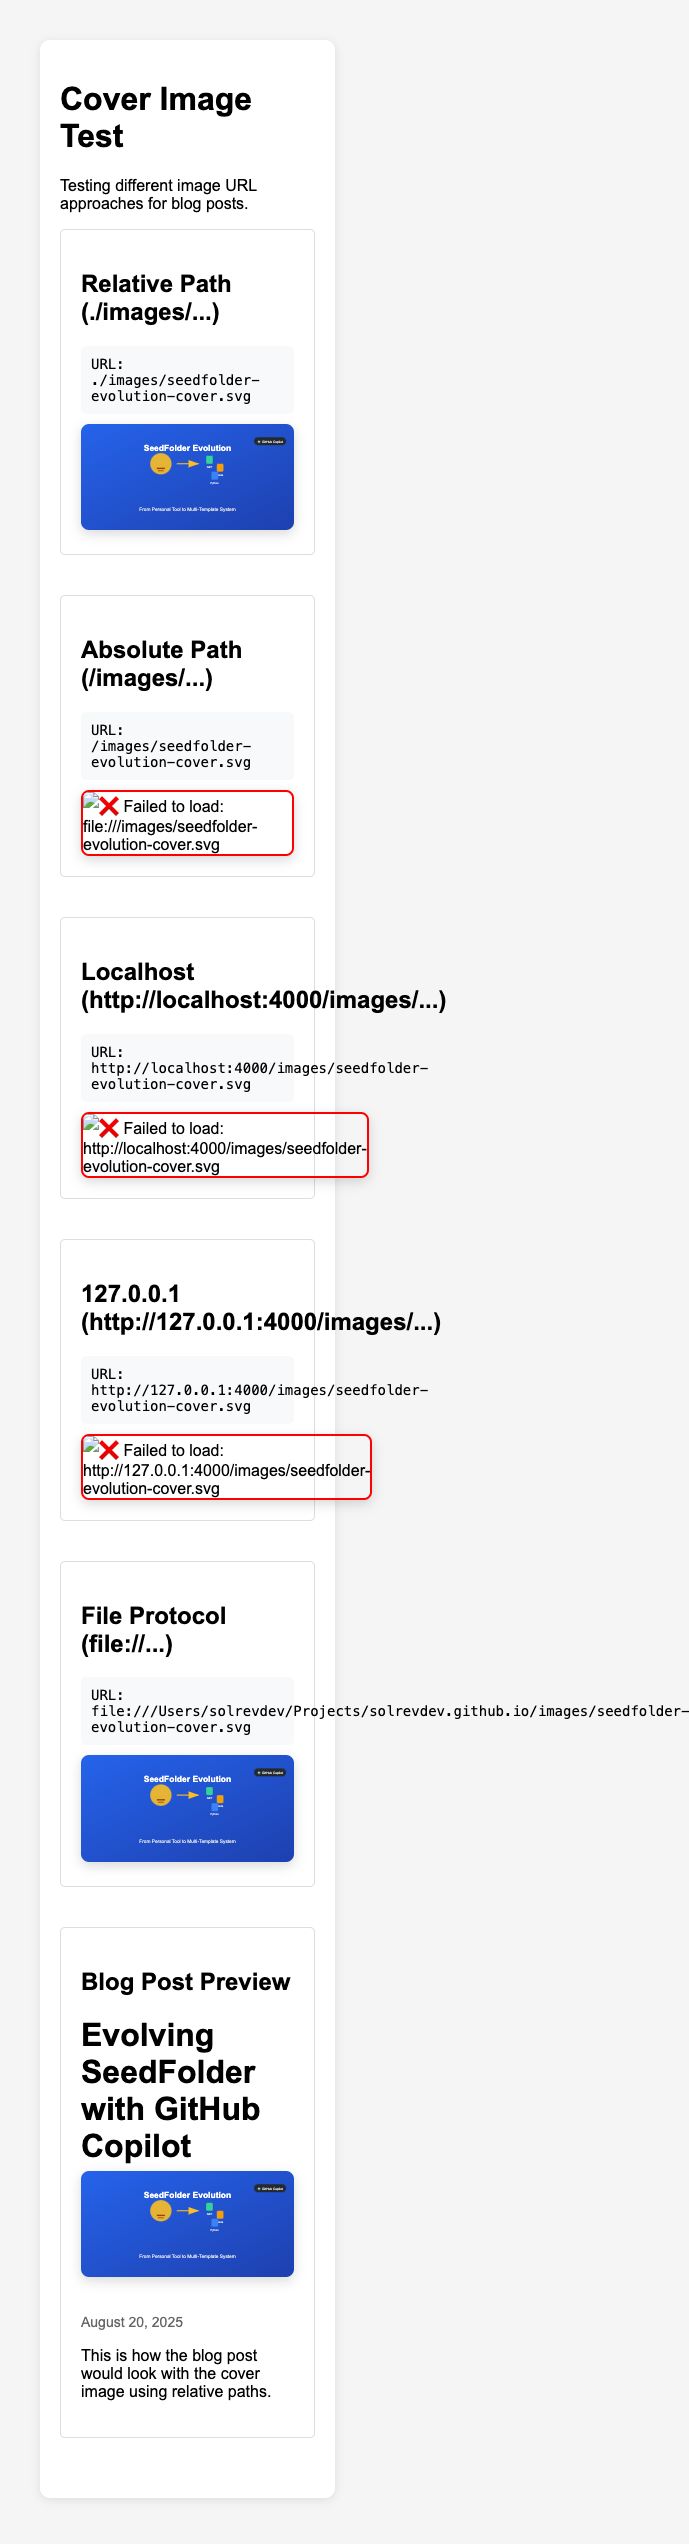 Cover Image
Test
Testing different image URL
approaches for blog posts.
Relative Path
(./images/...)
URL:
./images/seedfolder-
evolution-cover.svg
SeedFolder Evolution
GitHub Copilot
Python
From Personal Tool to Multi-Template System
Absolute Path
(/images/...)
URL:
/images/seedfolder-
evolution-cover.svg
❌ Failed to load:
file:///images/seedfolder-
evolution-cover.svg
Localhost
(http://localhost:4000/images/...)
URL:
http://localhost:4000/images/seedfolder-
evolution-cover.svg
❌ Failed to load:
http://localhost:4000/images/seedfolder-
evolution-cover.svg
127.0.0.1
(http://127.0.0.1:4000/images/...)
URL:
http://127.0.0.1:4000/images/seedfolder-
evolution-cover.svg
❌ Failed to load:
http://127.0.0.1:4000/images/seedfolder-
evolution-cover.svg
File Protocol
(file://...)
URL:
file:///Users/solrevdev/Projects/solrevdev.github.io/images/seedfolder-
evolution-cover.svg
SeedFolder Evolution
GitHub Copilot
Python
From Personal Tool to Multi-Template System
Blog Post Preview
Evolving
SeedFolder
with GitHub
Copilot
SeedFolder Evolution
GitHub Copilot
Python
From Personal Tool to Multi-Template System
August 20, 2025
This is how the blog post
would look with the cover
image using relative paths.